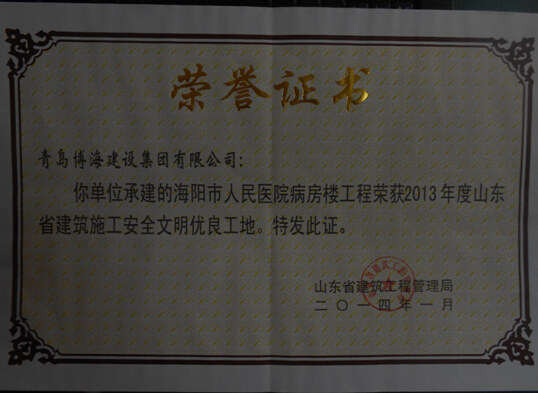 荣誉证书
青岛博海建设集团有限公司：
你单位承建的海阳市人民医院病房楼工程荣获2013年度山东
省建筑施工安全文明优良工地。特发此证。
山东省建筑工程管理局
二〇一四年一月